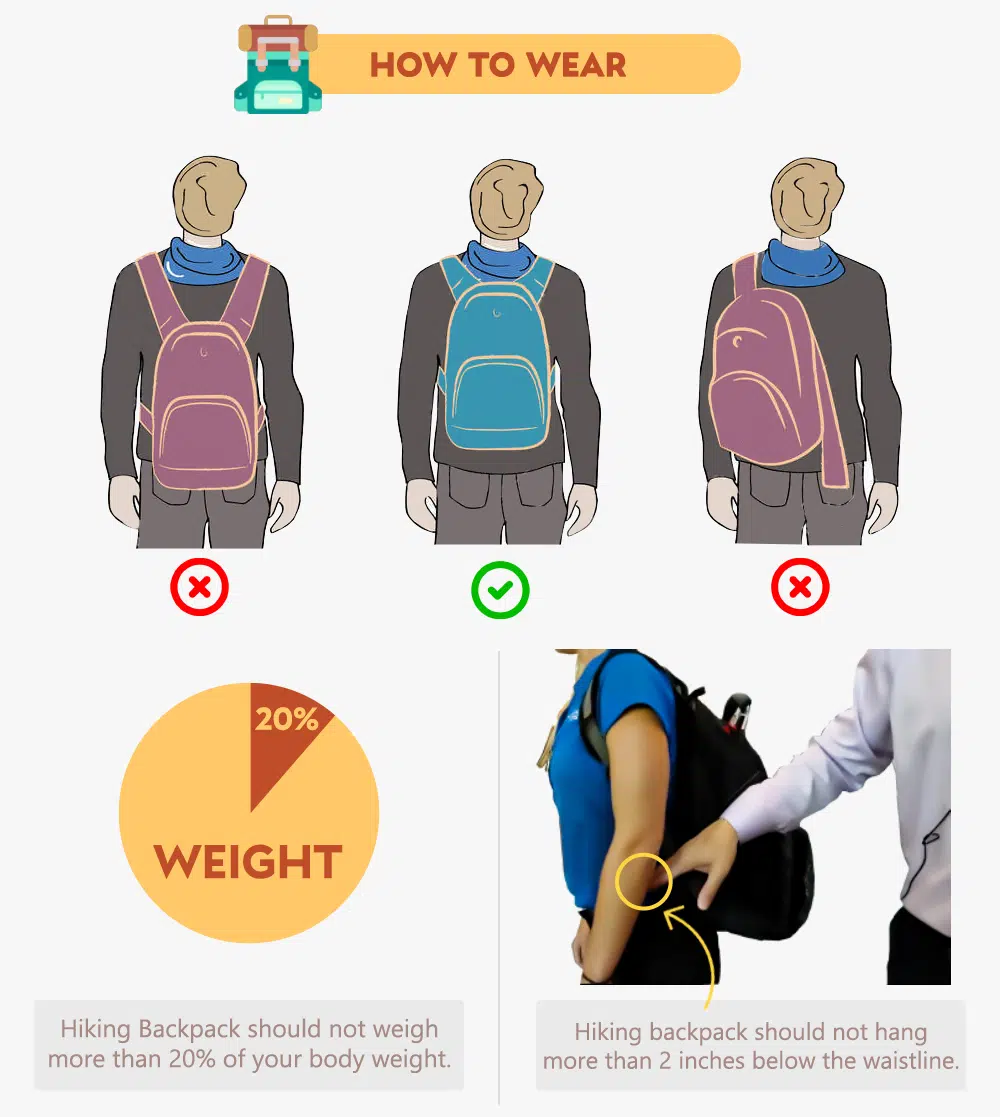 HOW TO WEAR
20%
WEIGHT
Hiking Backpack should not weigh
more than 20% of your body weight.
Hiking backpack should not hang
more than 2 inches below the waistline.